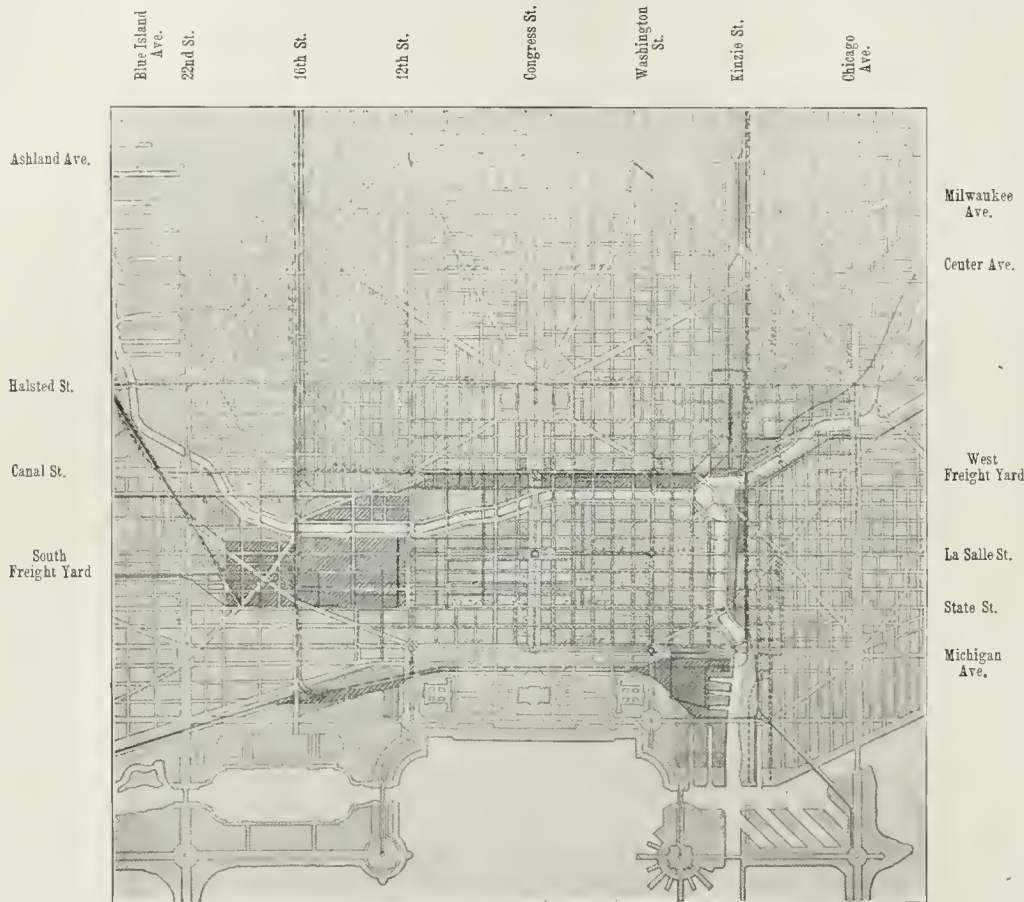 Blue Island
Ave.
22nd St.
16th St.
12th St.
Congress St.
Washington
St.
Kinzie St.
Chicago
Ave.
Ashland Ave.
Halsted St.
Canal St.
South
Freight Yard
Milwaukee
Ave.
Center Ave.
West
Freight Yard
La Salle St.
State St.
Michigan
Ave.